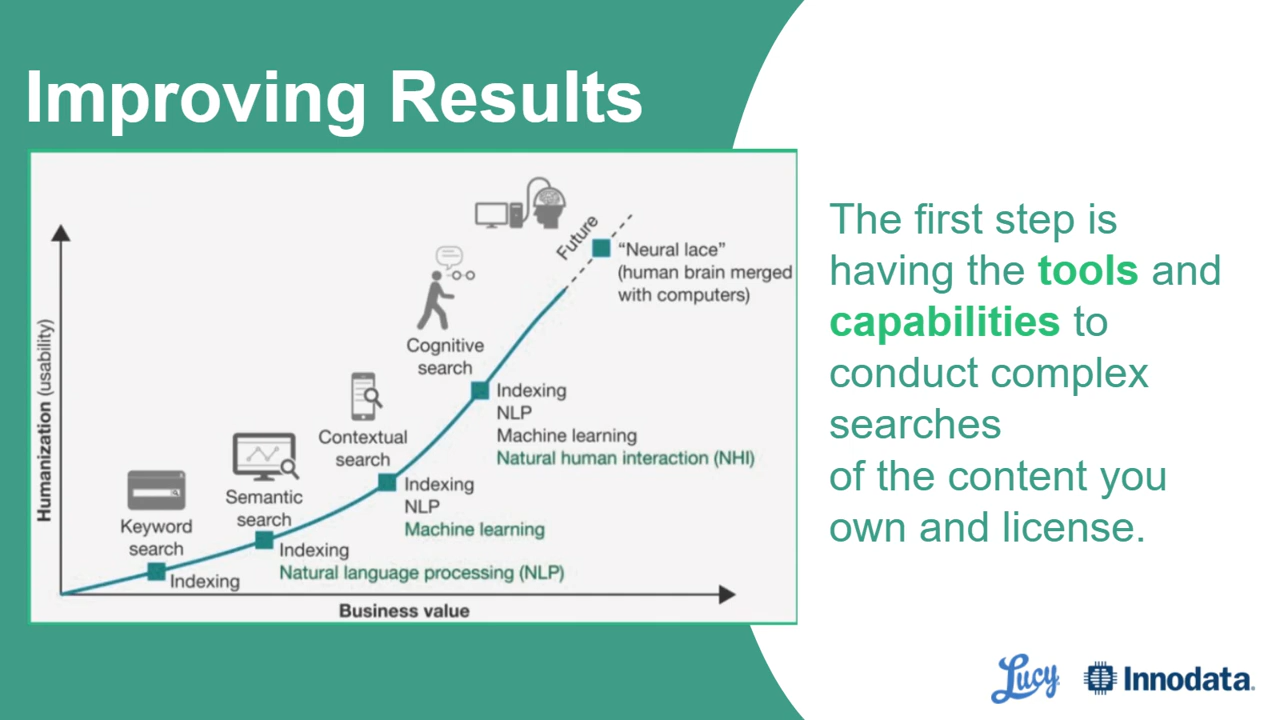 Improving Results
Humanization (usability)
Business value
Keyword
search
Indexing
Semantic
search
Indexing
Natural language processing (NLP)
Contextual
search
Indexing
NLP
Machine learning
Cognitive
search
Indexing
NLP
Machine learning
Natural human interaction (NHI)
Future
“Neural lace”
(human brain merged
with computers)
The first step is
having the tools and
capabilities to
conduct complex
searches
of the content you
own and license.
Lucy
Innodata.